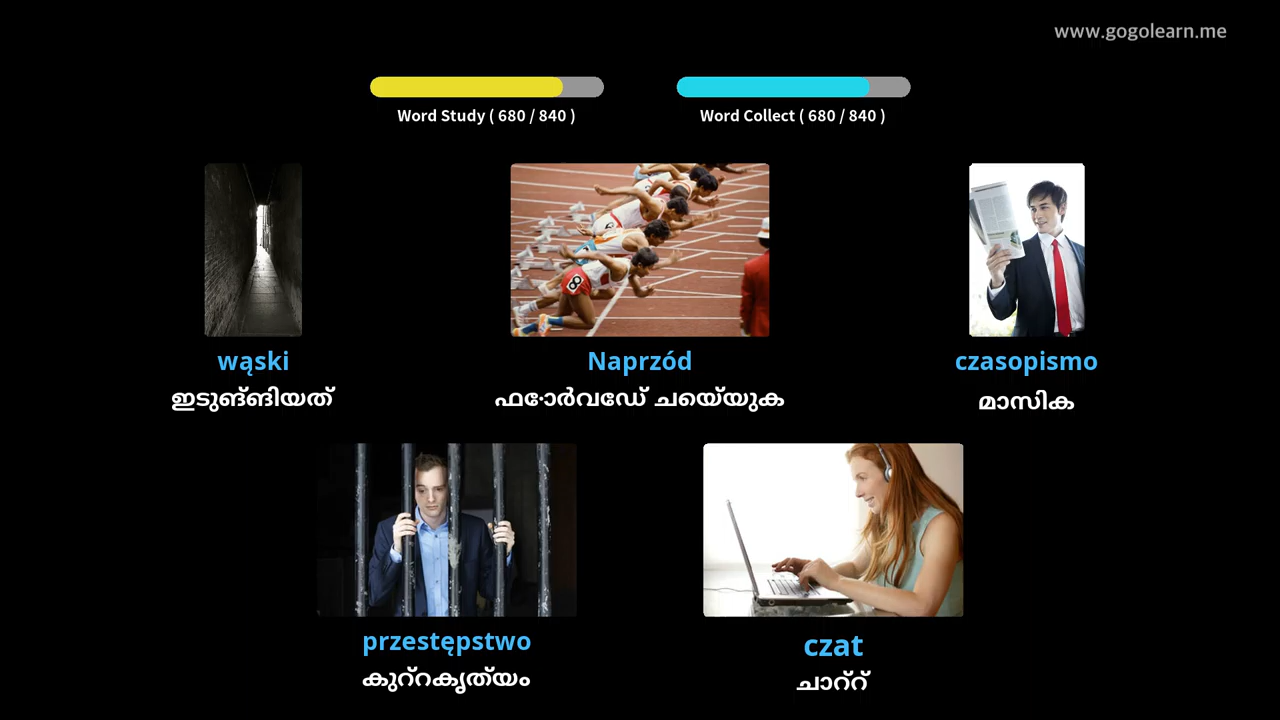 www.gogolearn.me
Word Study ( 680 / 840 )
Word Collect ( 680 / 840 )
wąski
ഇടുങ്ങിയത്
Naprzód
ഫോർവേഡ് ചെയ്യുക
czasopismo
മാസിക
przestępstwo
കുറ്റകൃത്യം
czat
ചാറ്റ്